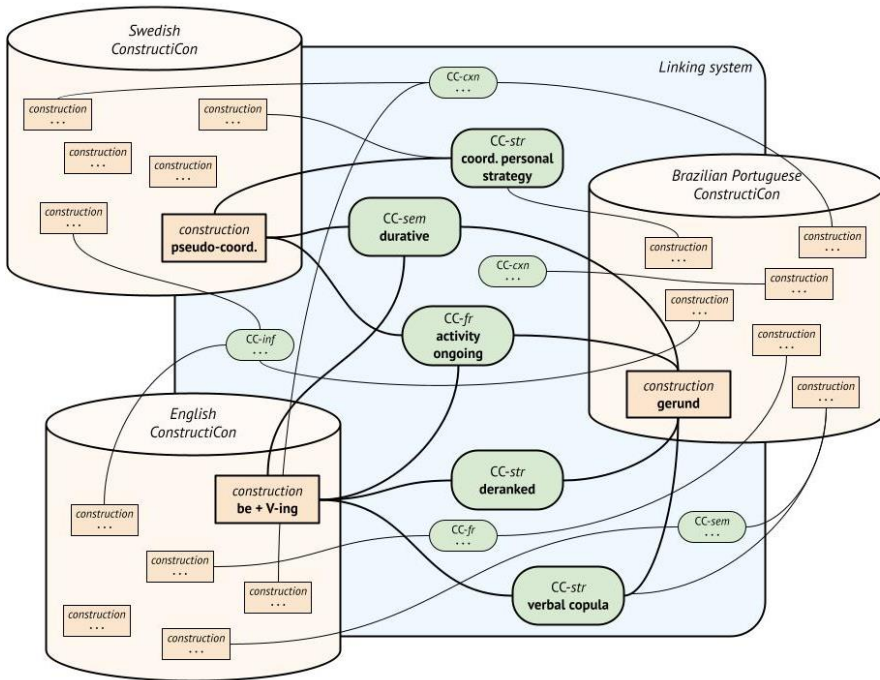 Swedish
ConstructiCon
construction
...
construction
...
construction
...
construction
...
construction
...
construction
pseudo-coord.
Linking system
CC-cxn
...
CC-str
coord. personal
strategy
CC-sem
durative
CC-cxn
...
CC-fr
activity
ongoing
CC-inf
...
CC-str
deranked
CC-fr
...
CC-sem
...
CC-str
verbal copula
Brazilian Portuguese
ConstructiCon
construction
...
construction
...
construction
...
construction
...
construction
...
construction
...
construction
gerund
English
ConstructiCon
construction
be + V-ing
construction
...
construction
...
construction
...
construction
...
construction
...